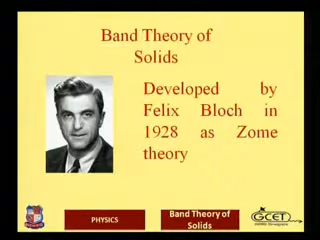 Band Theory of
Solids
Developed by
Felix Bloch in
1928 as Zome
theory
PHYSICS
Band Theory of
Solids
GCET